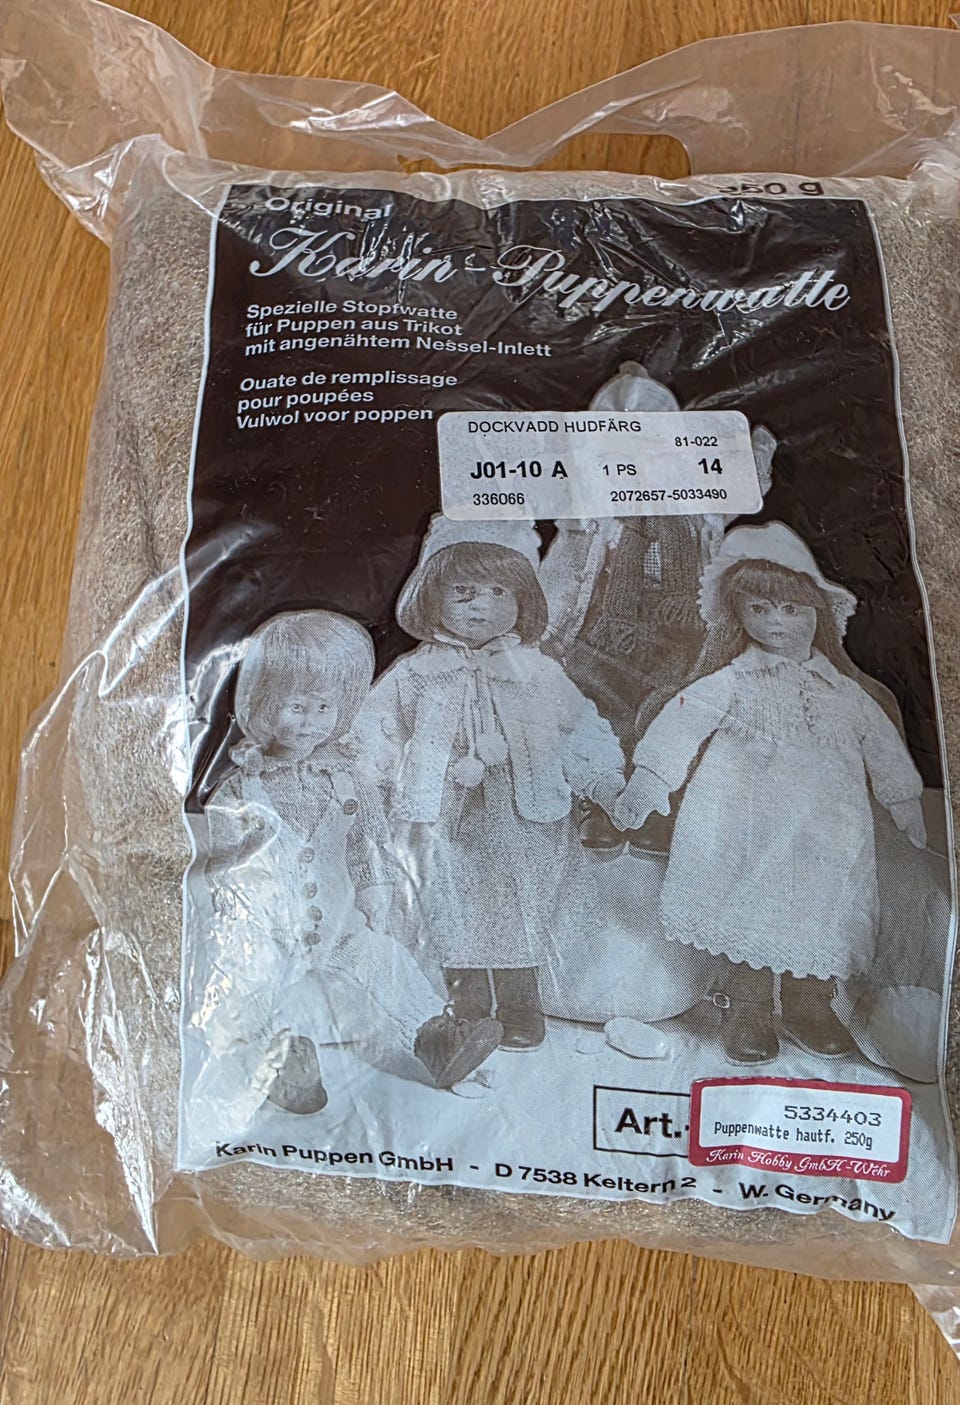 250 g
Original
Karin-Puppenwatte
Spezielle Stopfwatte
für Puppen aus Trikot
mit angenähtem Nessel-Inlett
Ouate de remplissage
pour poupées
Vulwol voor poppen
DOCKVADD HUDFÄRG
81-022
J01-10 A 1 PS 14
336066 2072657-5033490
Art.-
5334403
Puppenwatte hautf. 250g
Karin Hobby GmbH-Wehr
Karin Puppen GmbH - D 7538 Keltern 2 - W. Germany